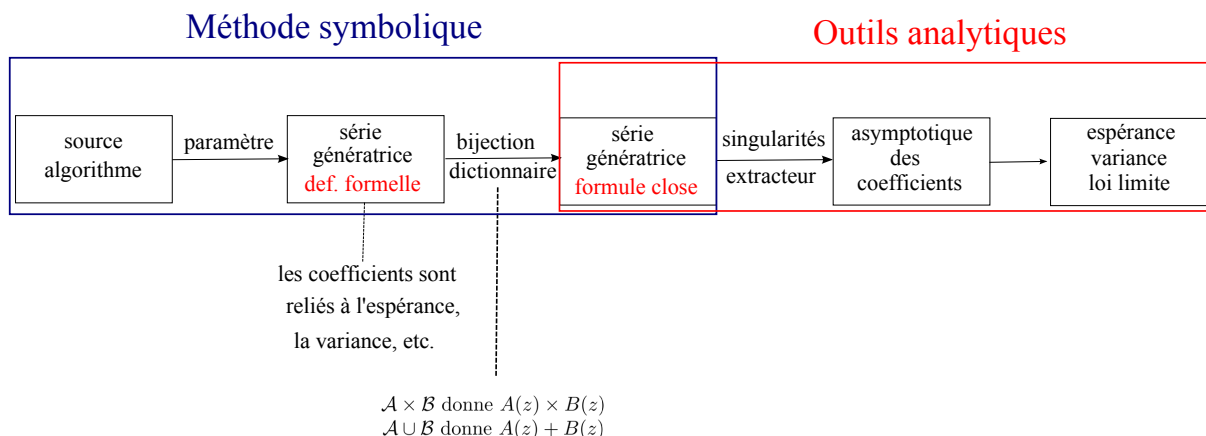 Méthode symbolique
Outils analytiques
source
algorithme
paramètre
série
génératrice
def. formelle
bijection
dictionnaire
série
génératrice
formule close
singularités
extracteur
asymptotique
des
coefficients
espérance
variance
loi limite
les coefficients sont
reliés à l'espérance,
la variance, etc.
𝒜 × ℬ donne A(z) × B(z)
𝒜 ∪ ℬ donne A(z) + B(z)